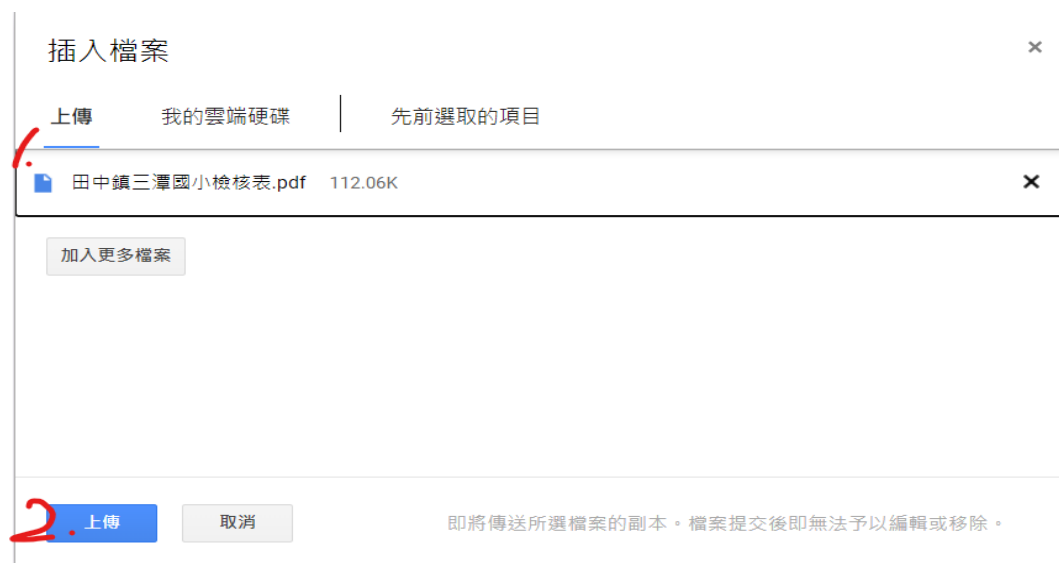 插入檔案 ×
上傳 我的雲端硬碟 先前選取的項目
1.
田中鎮三潭國小檢核表.pdf 112.06K ×
加入更多檔案
2. 上傳 取消 即將傳送所選檔案的副本。檔案提交後即無法予以編輯或移除。